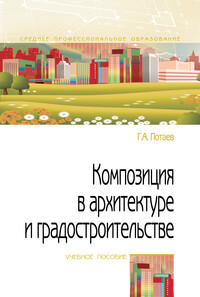 СРЕДНЕЕ ПРОФЕССИОНАЛЬНОЕ ОБРАЗОВАНИЕ
Г.А. Потаев
Композиция
в архитектуре
и градостроительстве
УЧЕБНОЕ ПОСОБИЕ